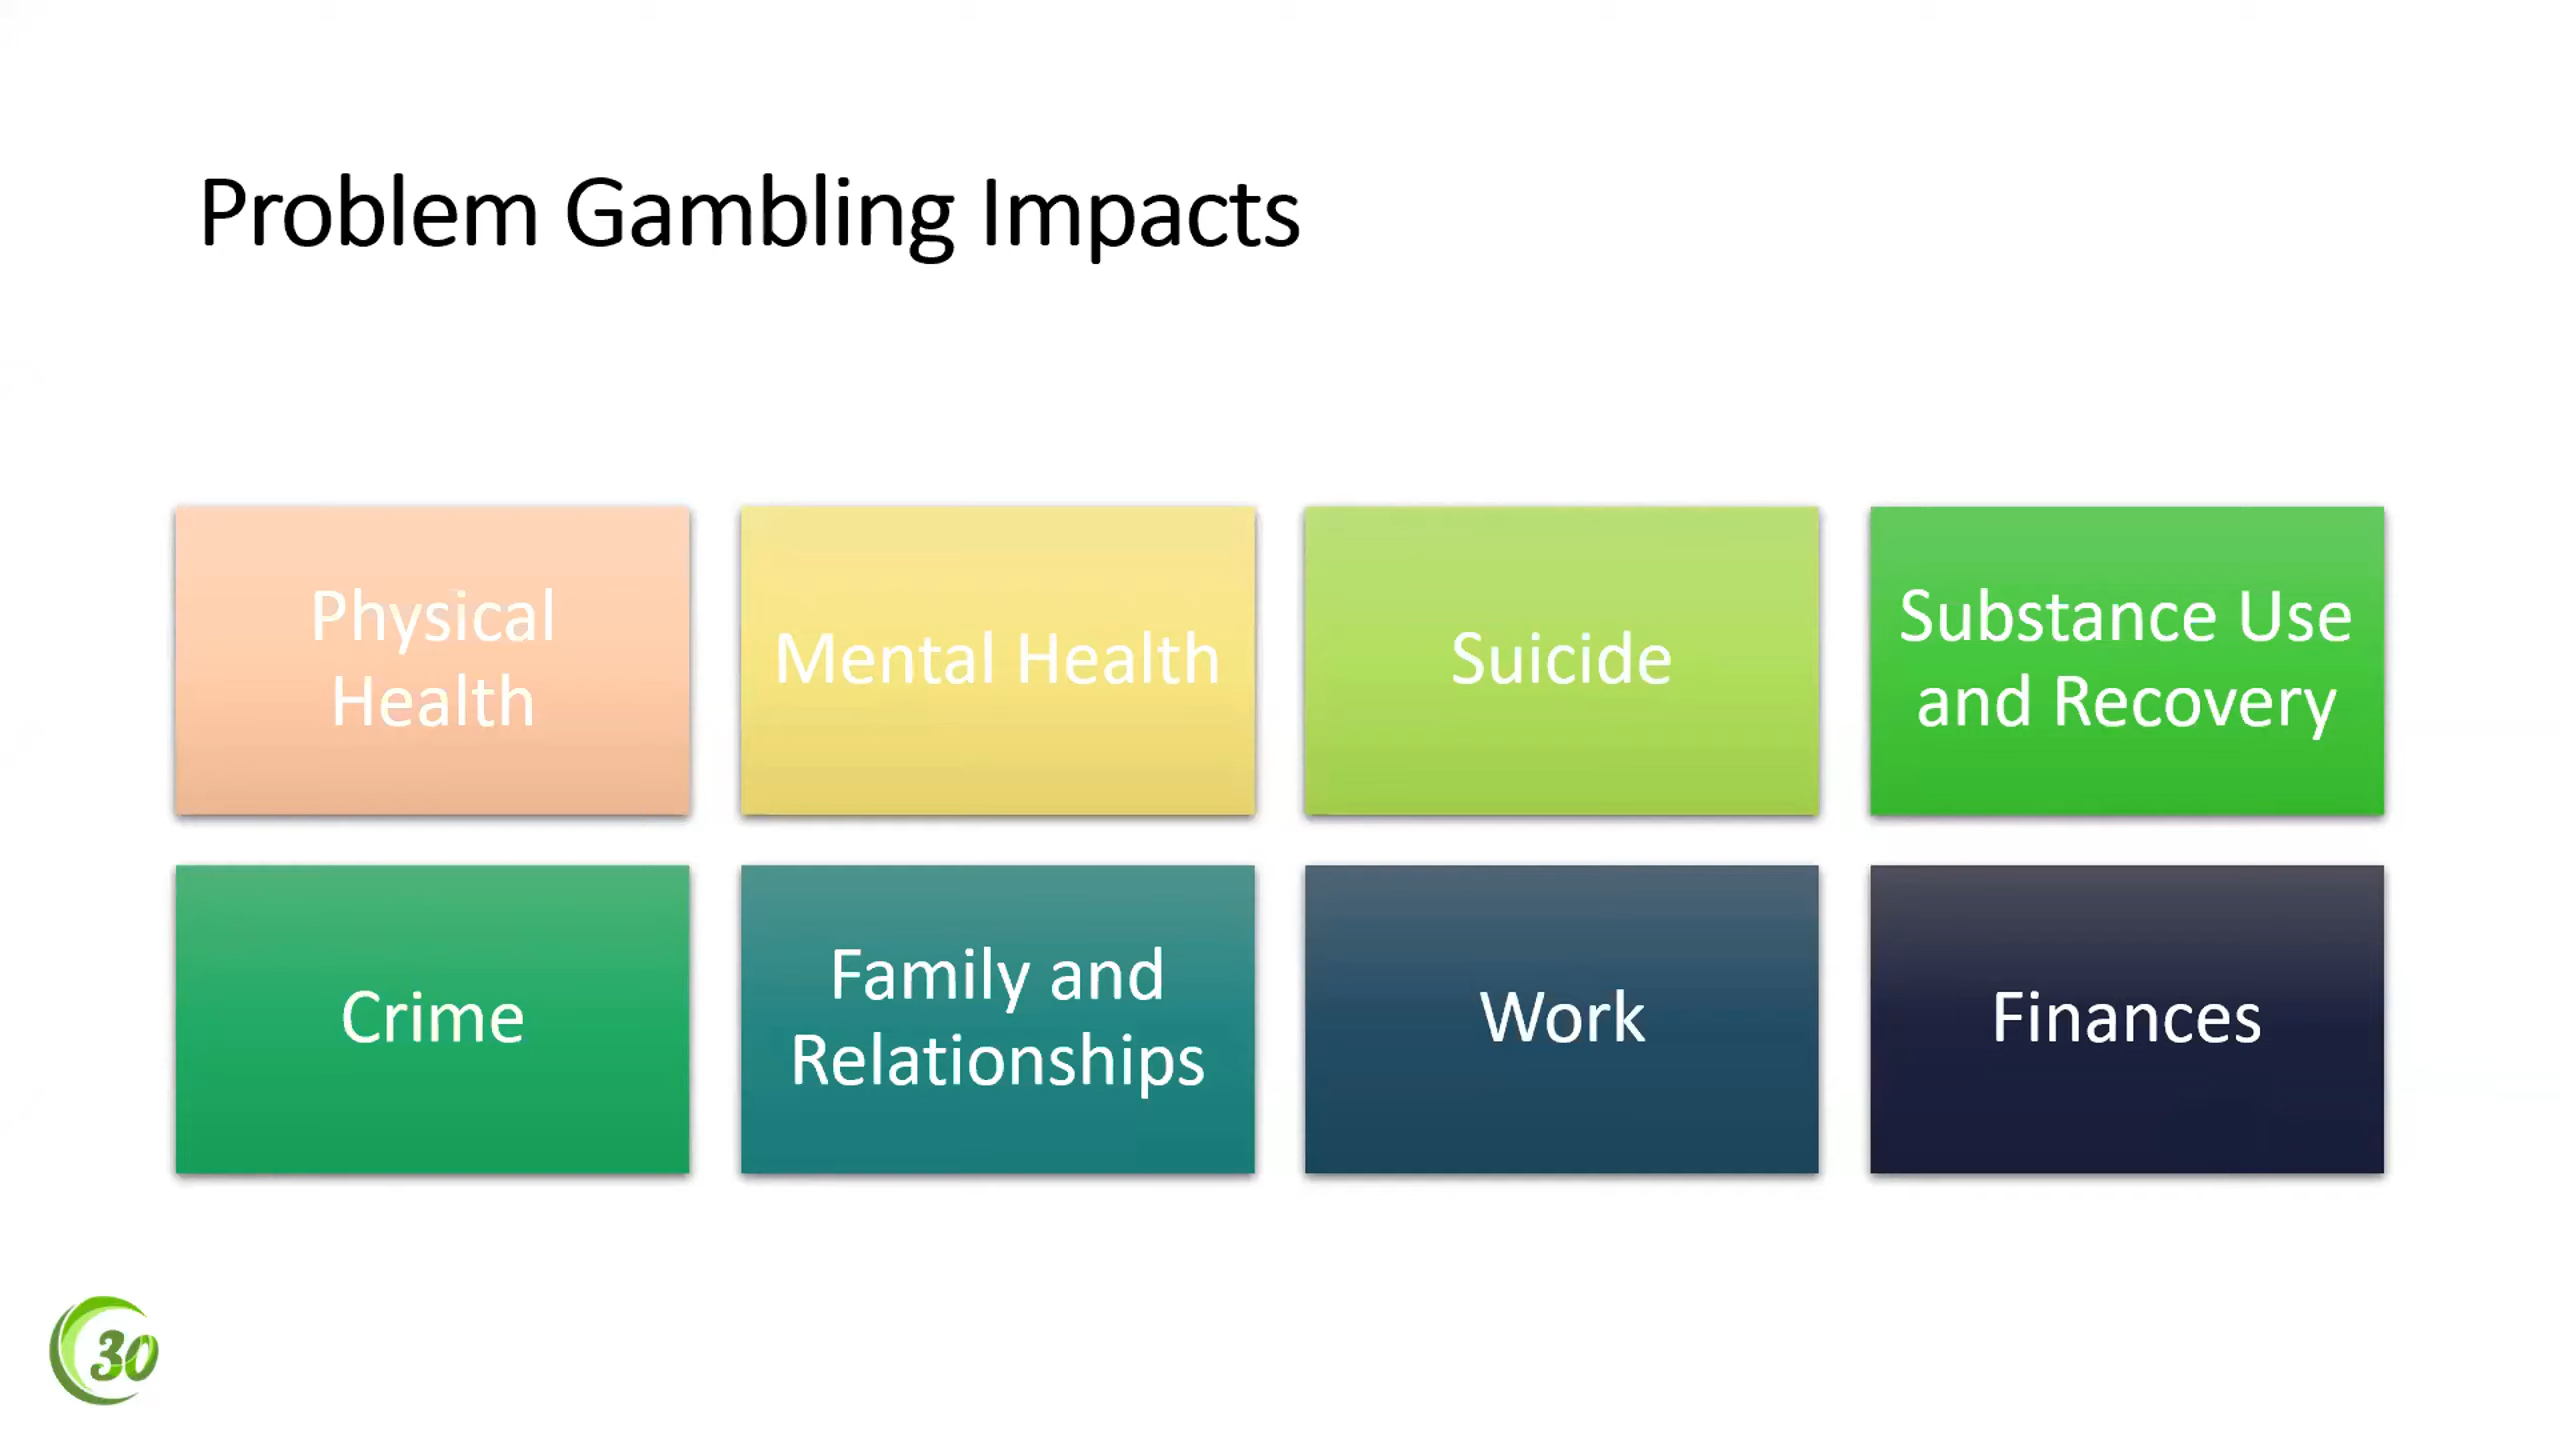 Problem Gambling Impacts
Physical
Health
Mental Health
Suicide
Substance Use
and Recovery
Crime
Family and
Relationships
Work
Finances
30